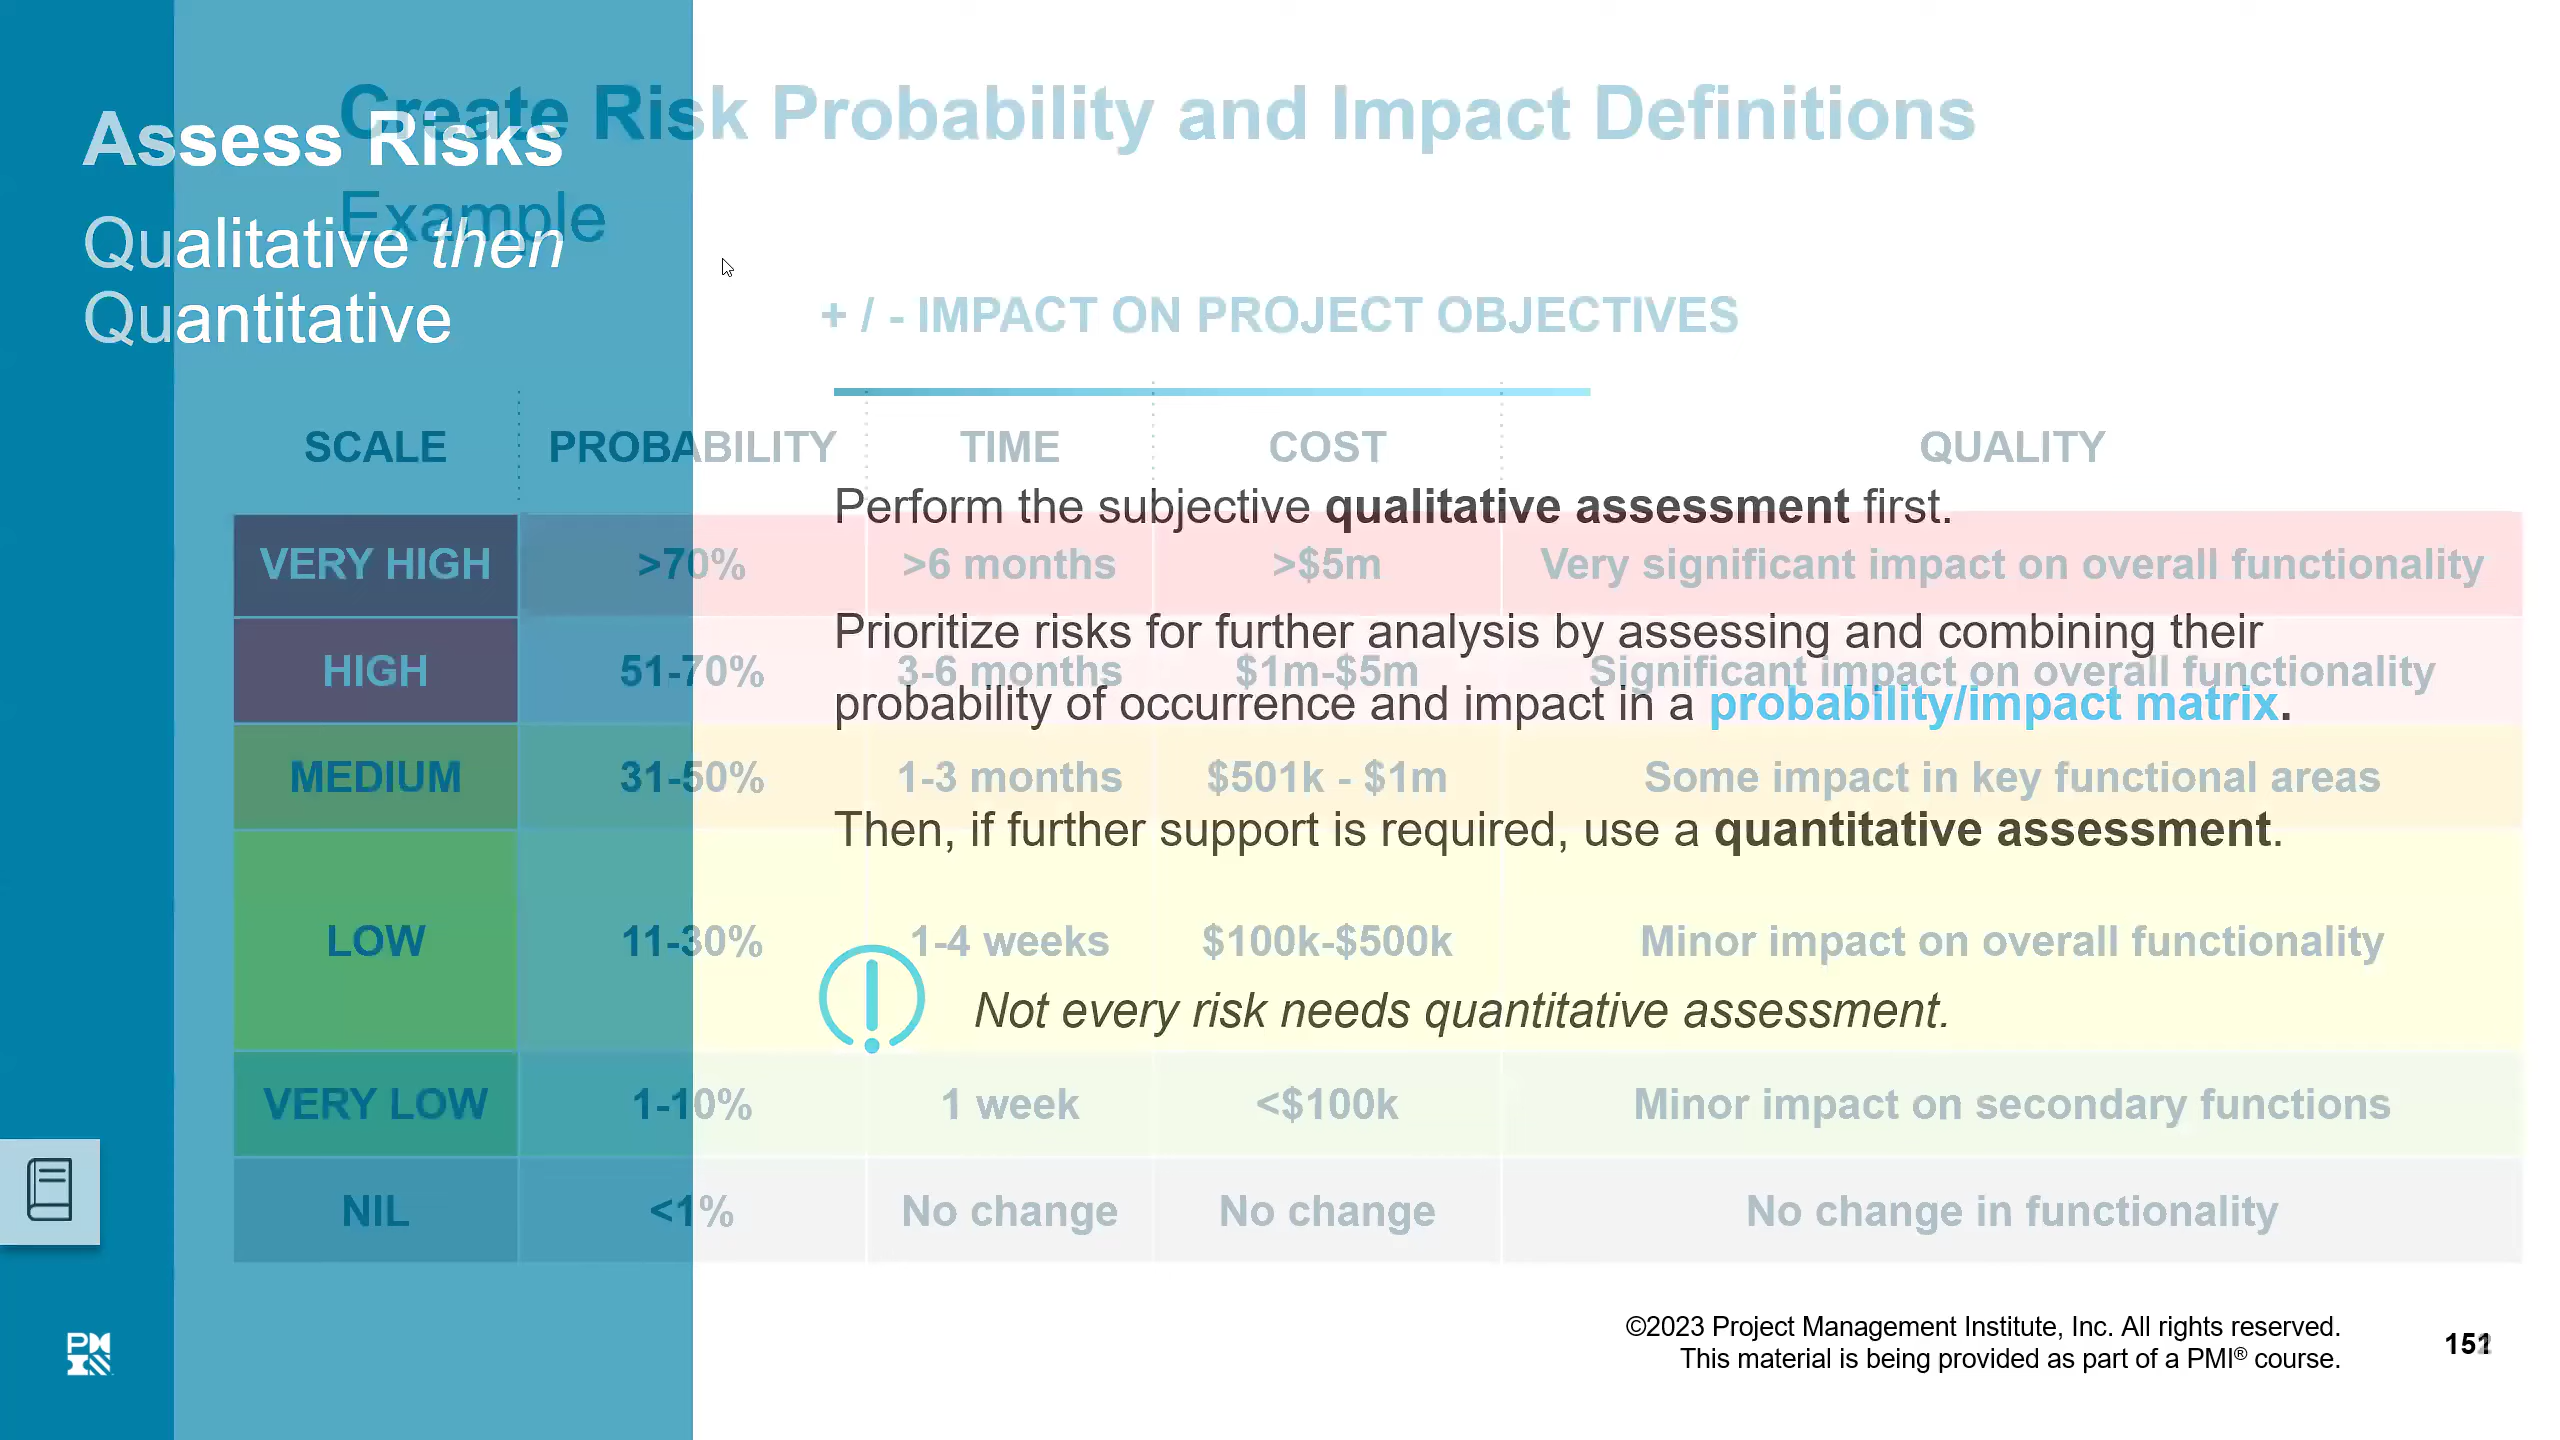 Assess Risks
Qualitative then
Quantitative
Perform the subjective qualitative assessment first.
Prioritize risks for further analysis by assessing and combining their
probability of occurrence and impact in a probability/impact matrix.
Then, if further support is required, use a quantitative assessment.
Not every risk needs quantitative assessment.
Create Risk Probability and Impact Definitions
Example
+ / - IMPACT ON PROJECT OBJECTIVES
SCALE PROBABILITY TIME COST QUALITY
VERY HIGH >70% >6 months >$5m Very significant impact on overall functionality
HIGH 51-70% 3-6 months $1m-$5m Significant impact on overall functionality
MEDIUM 31-50% 1-3 months $501k - $1m Some impact in key functional areas
LOW 11-30% 1-4 weeks $100k-$500k Minor impact on overall functionality
VERY LOW 1-10% 1 week <$100k Minor impact on secondary functions
NIL <1% No change No change No change in functionality
©2023 Project Management Institute, Inc. All rights reserved.
This material is being provided as part of a PMI® course.